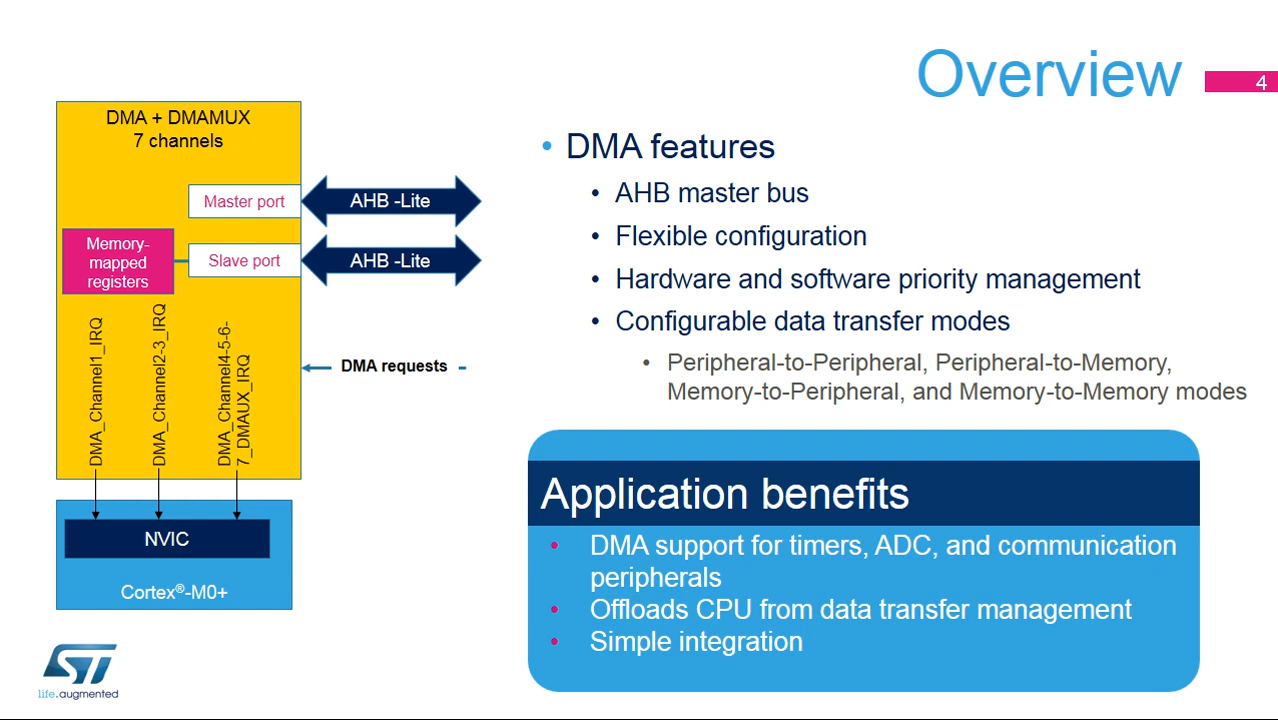 Overview
4
DMA + DMAMUX
7 channels
Master port
AHB -Lite
Memory-
mapped
registers
Slave port
AHB -Lite
DMA_Channel1_IRQ
DMA_Channel2-3_IRQ
DMA_Channel4-5-6-
7_DMAUX_IRQ
DMA requests
NVIC
Cortex®-M0+
• DMA features
• AHB master bus
• Flexible configuration
• Hardware and software priority management
• Configurable data transfer modes
• Peripheral-to-Peripheral, Peripheral-to-Memory,
Memory-to-Peripheral, and Memory-to-Memory modes
Application benefits
• DMA support for timers, ADC, and communication
peripherals
• Offloads CPU from data transfer management
• Simple integration
ST
life.augmented